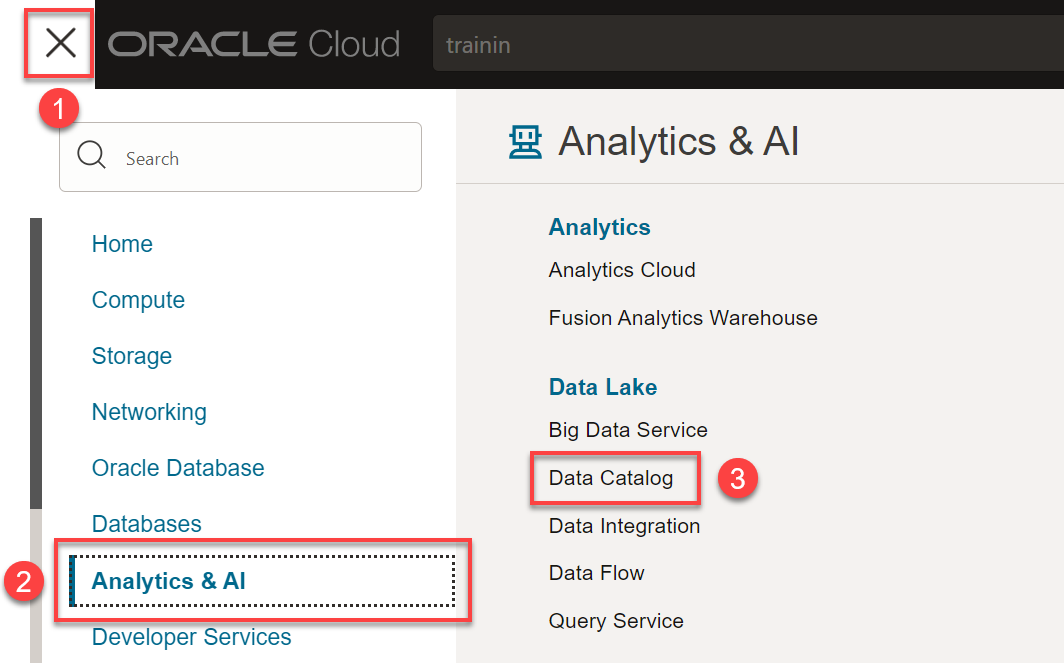 ORACLE Cloud
trainin
1
Search
Home
Compute
Storage
Networking
Oracle Database
Databases
2
Analytics & AI
Developer Services
Analytics & AI
Analytics
Analytics Cloud
Fusion Analytics Warehouse
Data Lake
Big Data Service
Data Catalog
3
Data Integration
Data Flow
Query Service